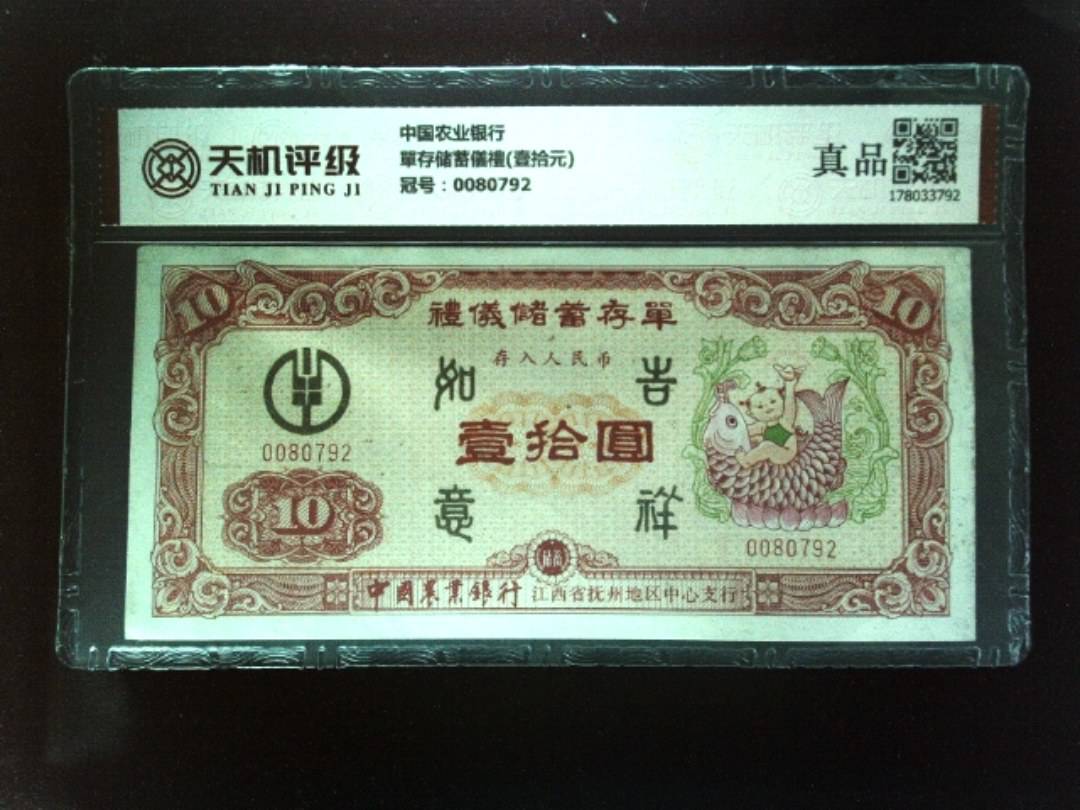 天机评级
TIAN JI PING JI
中国农业银行
單存储蓄儀禮(壹拾元)
冠号：0080792
真品
178033792
10
10
禮儀儲蓄存單
存入人民币
如
吉
0080792
壹拾圓
10
意
祥
0080792
中國農業銀行 江西省抚州地区中心支行